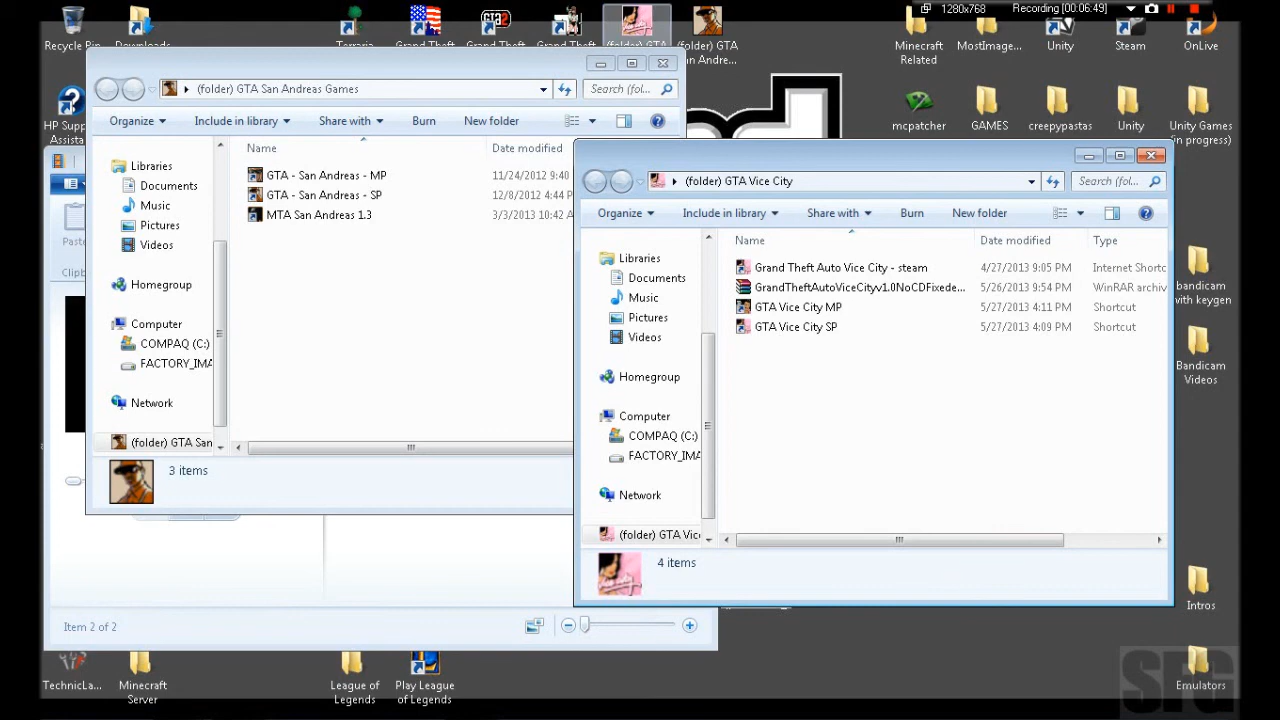 1280x768
Recording [00:06:49]
Recycle Bin
Downloads
Terraria
Grand Theft
Grand Theft
Grand Theft
(folder) GTA
(folder) GTA
San Andre...
GTA2
Minecraft
Related
MostImage...
Unity
Steam
OnLive
HP Suppo
Assista
mcpatcher
GAMES
creepypastas
Unity
Unity Games
(in progress)
(folder) GTA San Andreas Games
Search (fol...
Organize
Include in library
Share with
Burn
New folder
Name
Date modified
Libraries
Documents
Music
Pictures
Videos
Homegroup
Computer
COMPAQ (C:)
FACTORY_IMA
Network
(folder) GTA San
GTA - San Andreas - MP
11/24/2012 9:40
GTA - San Andreas - SP
12/8/2012 4:44 P
MTA San Andreas 1.3
3/3/2013 10:42 A
3 items
Paste
Clipb
Item 2 of 2
(folder) GTA Vice City
Search (fol...
Organize
Include in library
Share with
Burn
New folder
Name
Date modified
Type
Libraries
Documents
Music
Pictures
Videos
Homegroup
Computer
COMPAQ (C:)
FACTORY_IMA
Network
(folder) GTA Vice
Grand Theft Auto Vice City - steam
4/27/2013 9:05 PM
Internet Shortc
GrandTheftAutoViceCityv1.0NoCDFixede...
5/26/2013 9:54 PM
WinRAR archiv
GTA Vice City MP
5/27/2013 4:11 PM
Shortcut
GTA Vice City SP
5/27/2013 4:09 PM
Shortcut
4 items
bandicam
with keygen
Bandicam
Videos
Intros
Emulators
TechnicLa...
Minecraft
Server
League of
Legends
Play League
of Legends
SFG